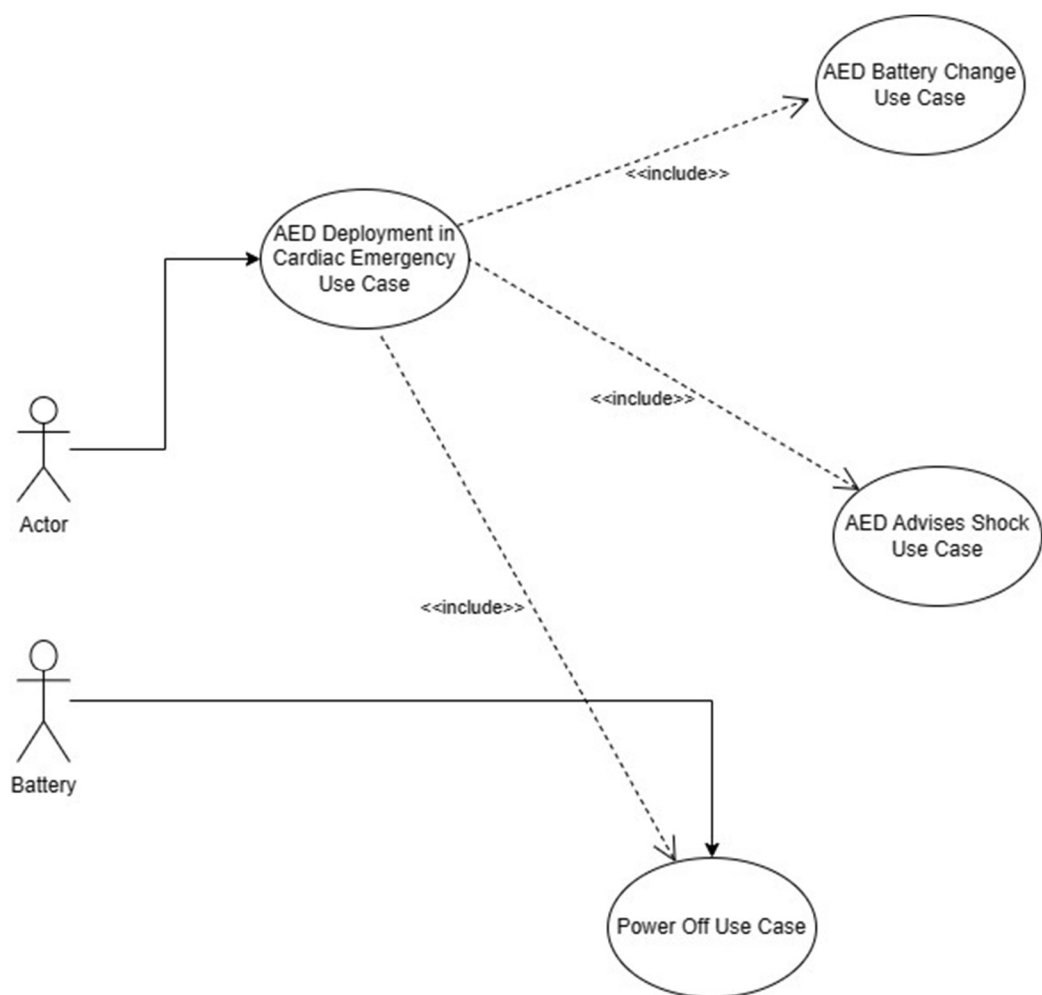 AED Battery Change
Use Case
<<include>>
AED Deployment in
Cardiac Emergency
Use Case
<<include>>
Actor
AED Advises Shock
Use Case
<<include>>
Battery
Power Off Use Case